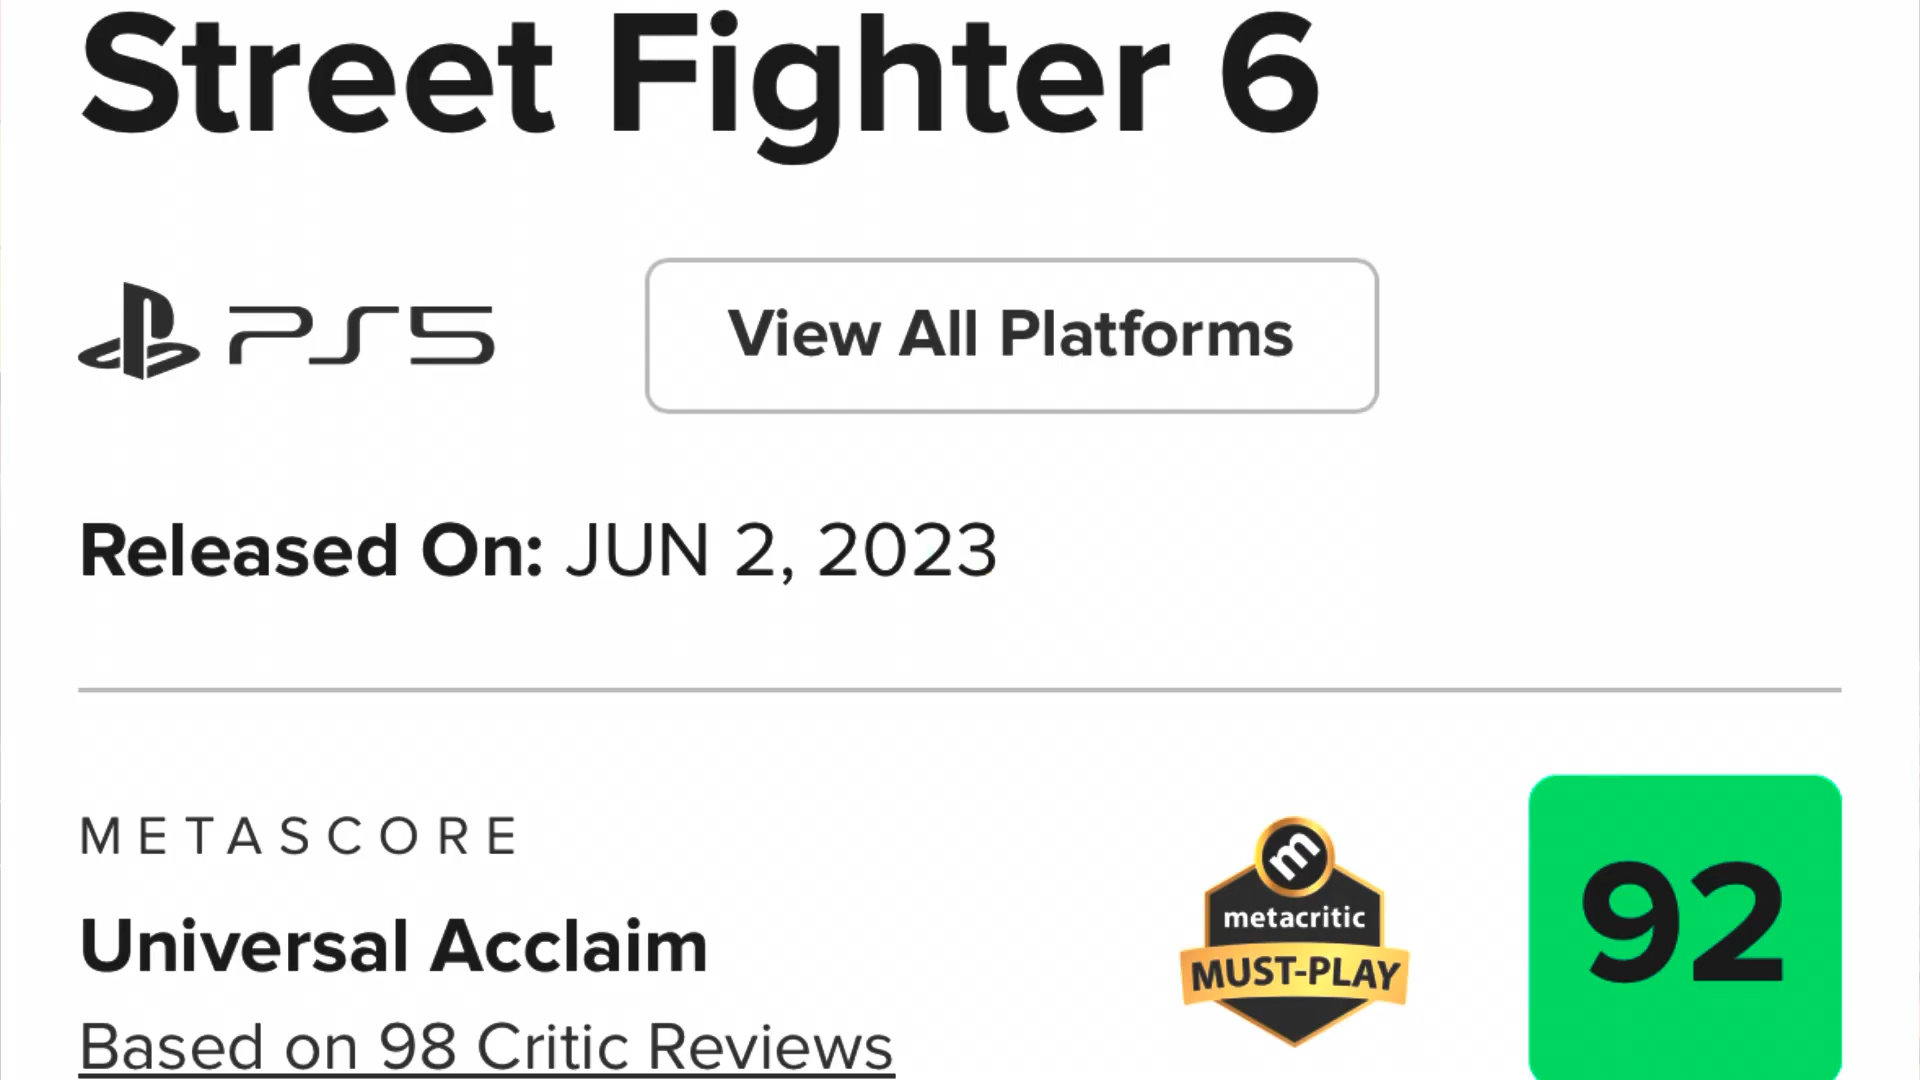 Street Fighter 6
PS5
View All Platforms
Released On: JUN 2, 2023
METASCORE
Universal Acclaim
Based on 98 Critic Reviews
m
metacritic
MUST-PLAY
92